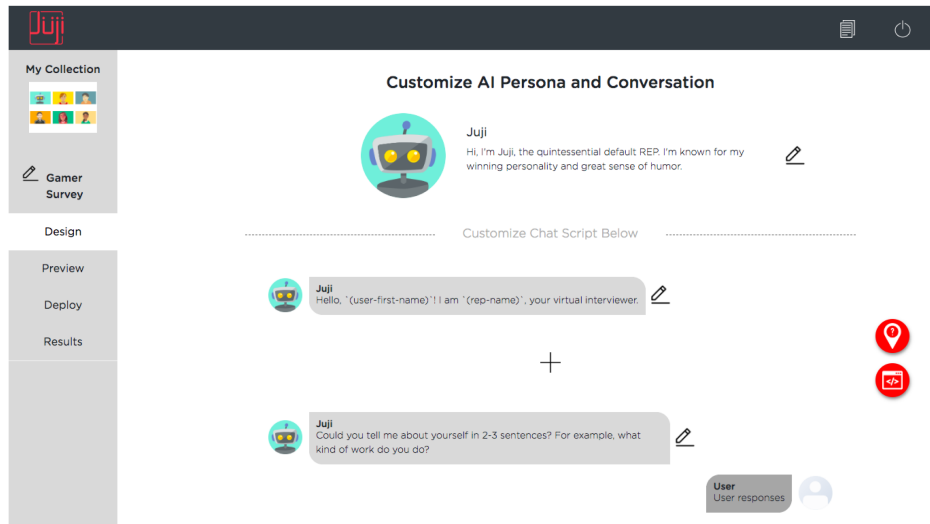 Juji
My Collection
Customize AI Persona and Conversation
Juji
Hi, I'm Juji, the quintessential default REP. I'm known for my
winning personality and great sense of humor.
Gamer
Survey
Design
Customize Chat Script Below
Preview
Juji
Hello, `(user-first-name)`! I am `(rep-name)`, your virtual interviewer.
Deploy
Results
?
</>
Juji
Could you tell me about yourself in 2-3 sentences? For example, what
kind of work do you do?
User
User responses